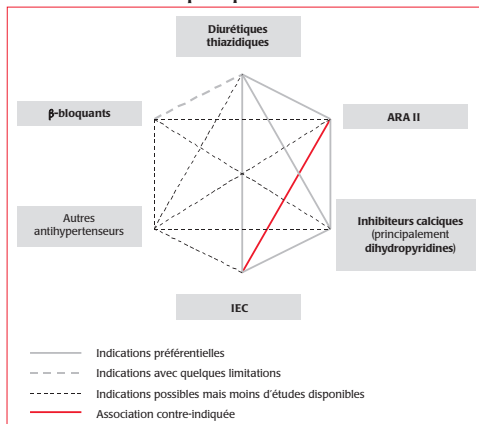 Diurétiques
thiazidiques
β-bloquants
ARA II
Autres
antihypertenseurs
Inhibiteurs calciques
(principalement
dihydropyridines)
IEC
Indications préférentielles
Indications avec quelques limitations
Indications possibles mais moins d'études disponibles
Association contre-indiquée